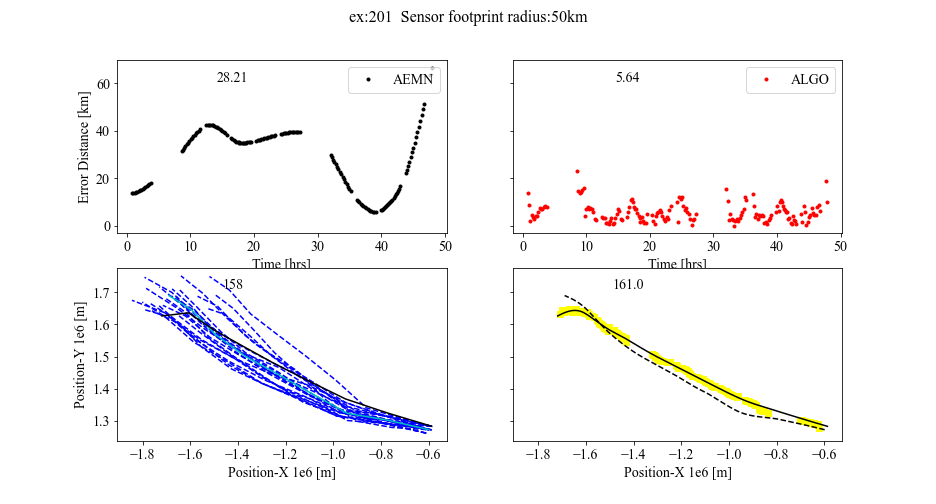 ex:201 Sensor footprint radius:50km
28.21
AEMN
5.64
ALGO
Error Distance [km]
60
40
20
0
0 10 20 30 40 50
0 10 20 30 40 50
Time [hrs]
Time [hrs]
158
161.0
Position-Y 1e6 [m]
1.7
1.6
1.5
1.4
1.3
−1.8 −1.6 −1.4 −1.2 −1.0 −0.8 −0.6
−1.8 −1.6 −1.4 −1.2 −1.0 −0.8 −0.6
Position-X 1e6 [m]
Position-X 1e6 [m]